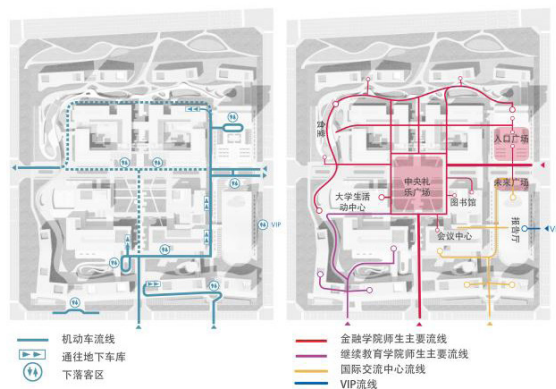 VIP
机动车流线
通往地下车库
下落客区
入口广场
中央礼
乐广场
未来广场
大学生活
动中心
图书馆
会议中心
报告厅
金融学院师生主要流线
继续教育学院师生主要流线
国际交流中心流线
VIP流线